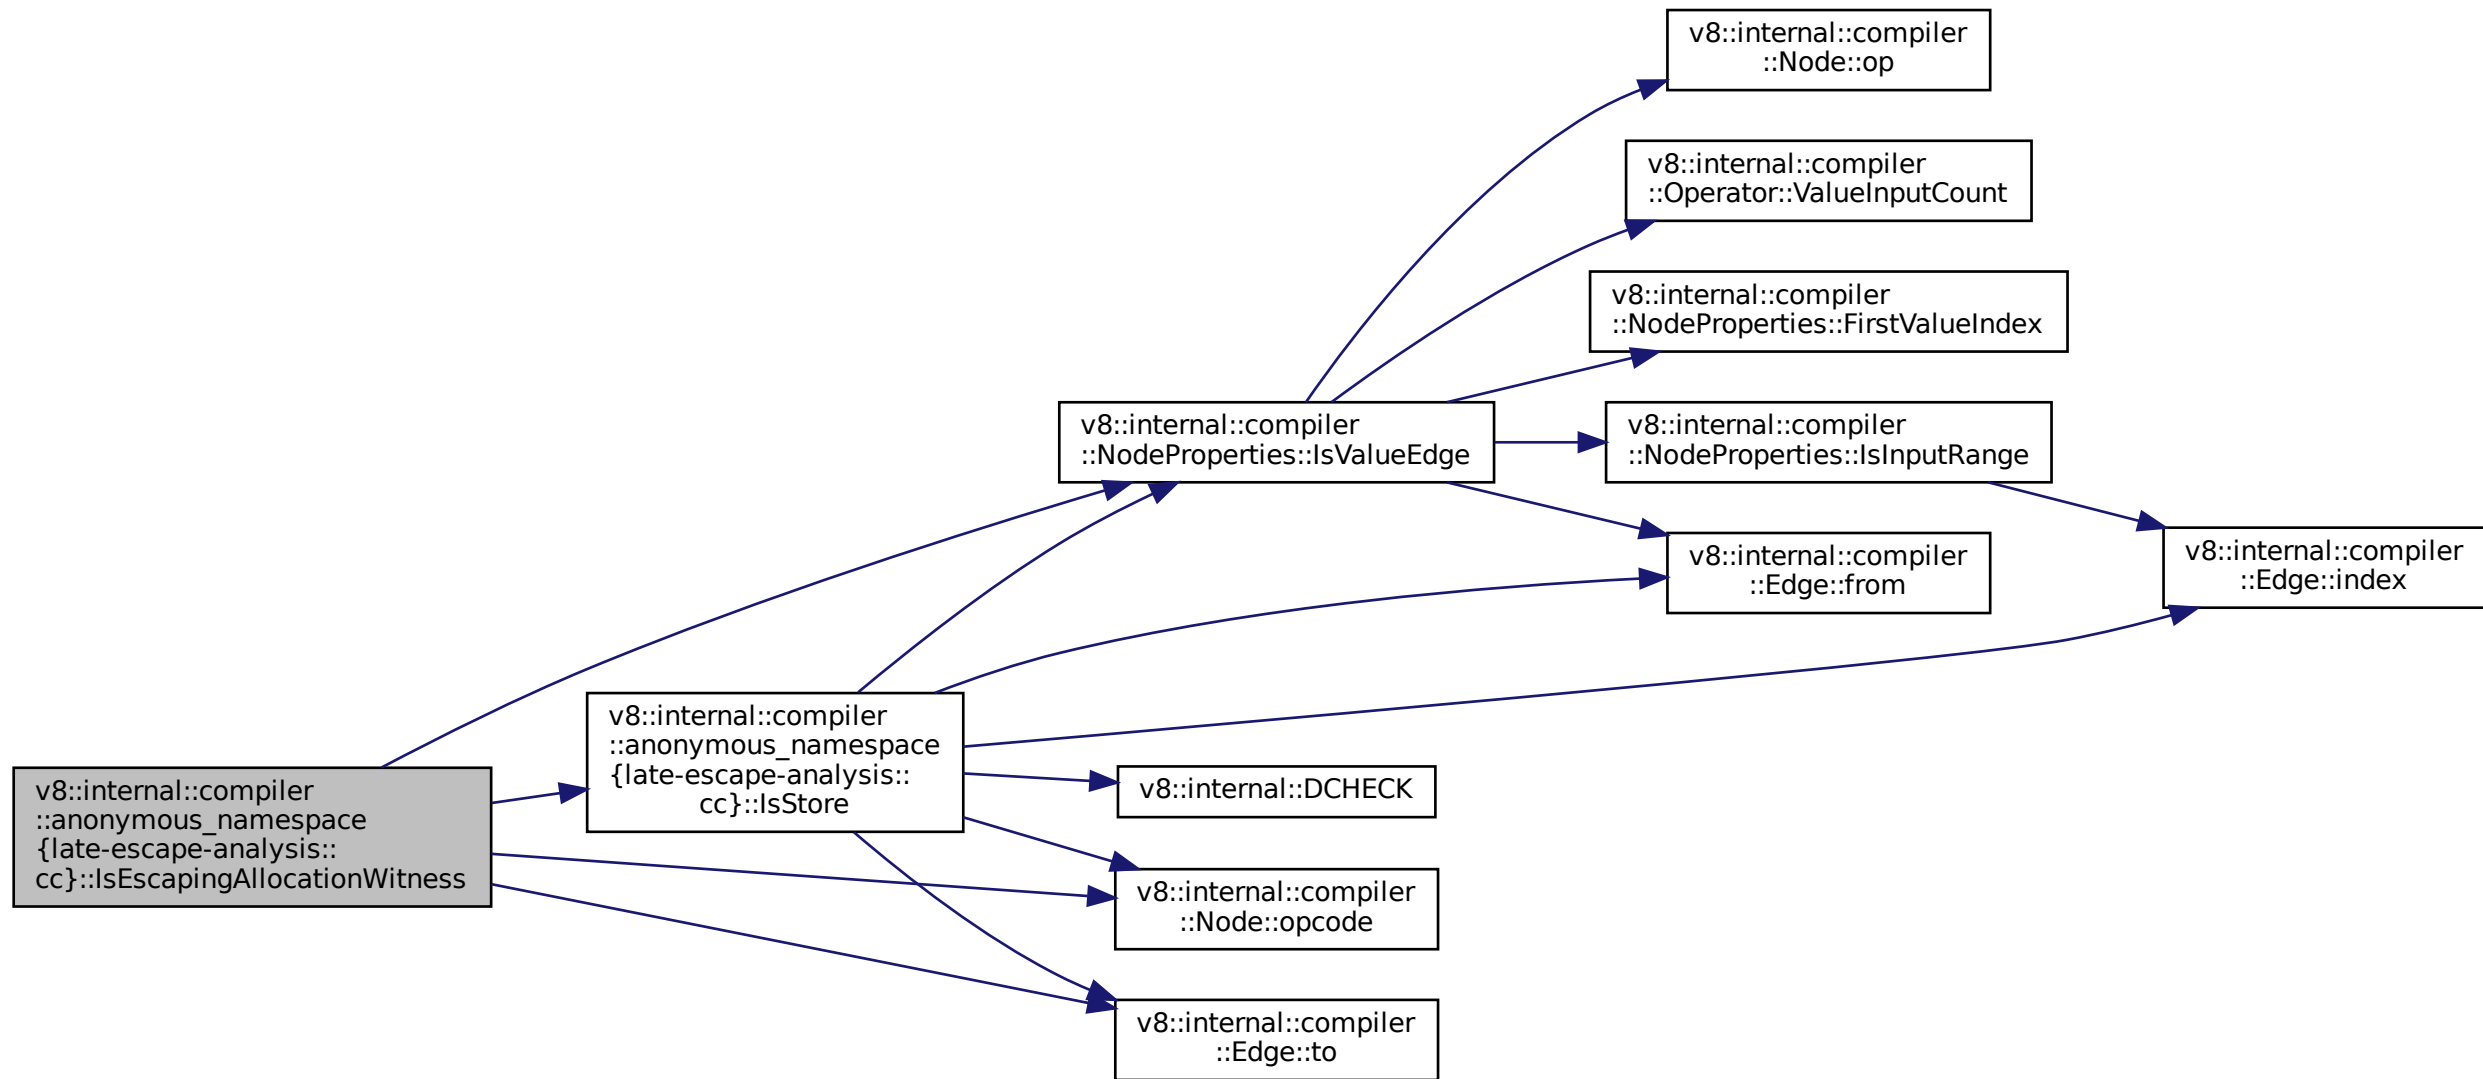 v8::internal::compiler
::Node::op
v8::internal::compiler
::Operator::ValueInputCount
v8::internal::compiler
::NodeProperties::FirstValueIndex
v8::internal::compiler
::NodeProperties::IsValueEdge
v8::internal::compiler
::NodeProperties::IsInputRange
v8::internal::compiler
::Edge::from
v8::internal::compiler
::Edge::index
v8::internal::compiler
::anonymous_namespace
{late-escape-analysis::
cc}::IsStore
v8::internal::DCHECK
v8::internal::compiler
::anonymous_namespace
{late-escape-analysis::
cc}::IsEscapingAllocationWitness
v8::internal::compiler
::Node::opcode
v8::internal::compiler
::Edge::to